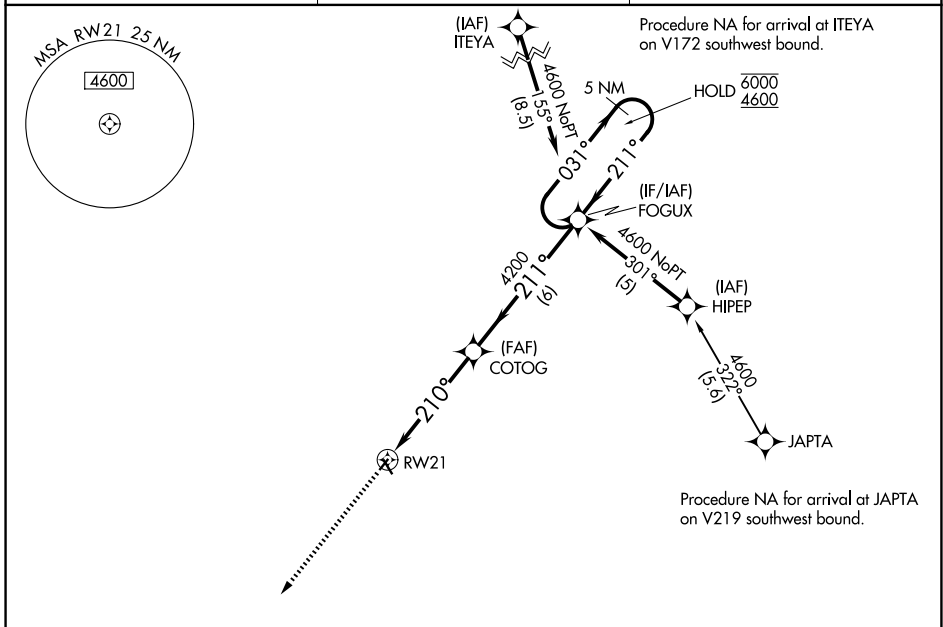 MSA RW21 25 NM
4600
(IAF)
ITEYA
Procedure NA for arrival at ITEYA
on V172 southwest bound.
4600 NoPT
155°
(8.5)
5 NM
HOLD 6000
4600
031°
211°
(IF/IAF)
FOGUX
4600 NoPT
301°
(5)
(IAF)
HIPEP
4200
211°
(6)
(FAF)
COTOG
4600
322°
(5.6)
210°
JAPTA
RW21
Procedure NA for arrival at JAPTA
on V219 southwest bound.